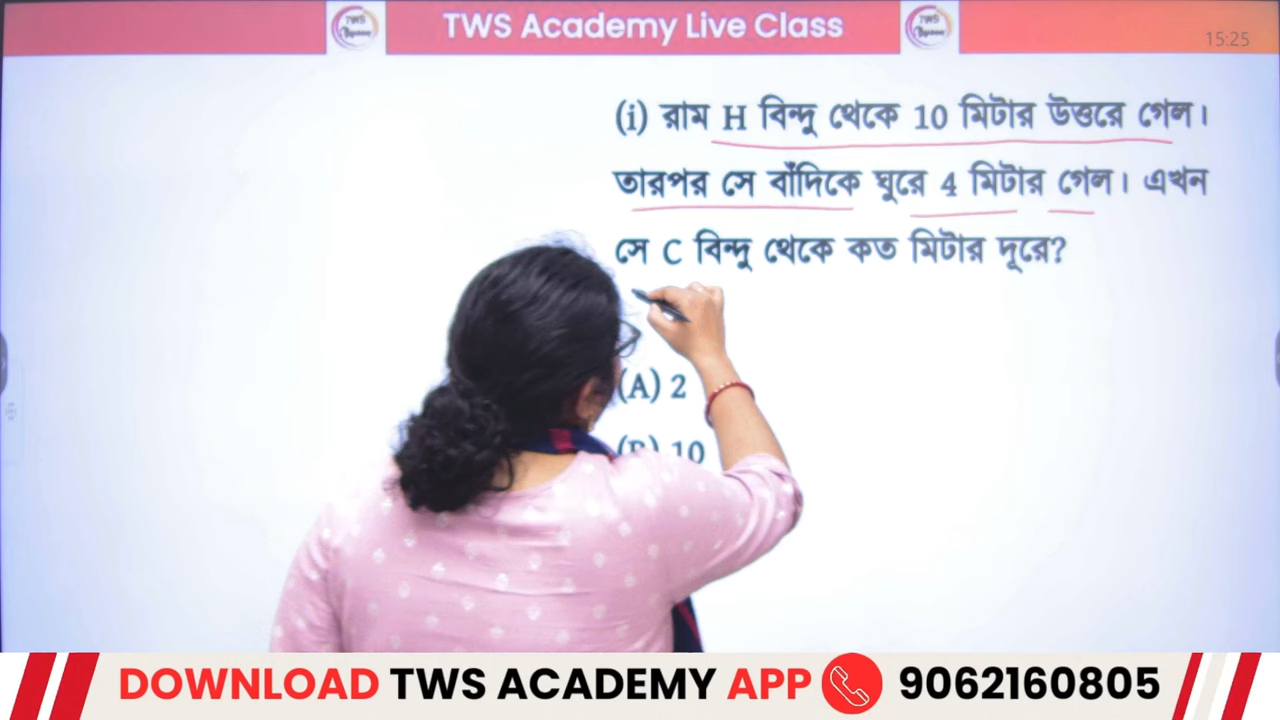 TWS Academy Live Class
15:25
(i) রাম H বিন্দু থেকে 10 মিটার উত্তরে গেল।
তারপর সে বাঁদিকে ঘুরে 4 মিটার গেল। এখন
সে C বিন্দু থেকে কত মিটার দূরে?
(A) 2
10
DOWNLOAD TWS ACADEMY APP 9062160805